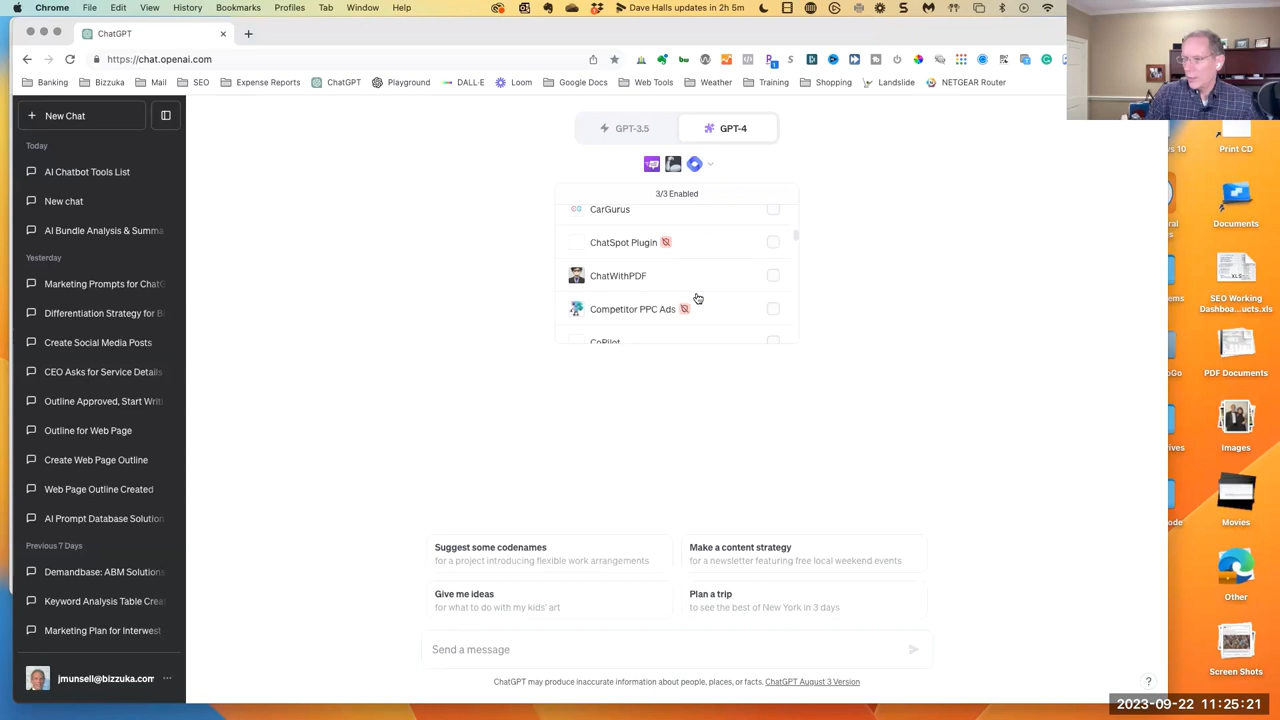 Chrome File Edit View History Bookmarks Profiles Tab Window Help
Dave Halls updates in 2h 5m
ChatGPT
https://chat.openai.com
Banking Bizzuka Mail SEO Expense Reports ChatGPT Playground DALL·E Loom Google Docs Web Tools Weather Training Shopping Landslide NETGEAR Router
New Chat
Today
AI Chatbot Tools List
New chat
AI Bundle Analysis & Summa
Yesterday
Marketing Prompts for ChatG
Differentiation Strategy for B
Create Social Media Posts
CEO Asks for Service Details
Outline Approved, Start Writi
Outline for Web Page
Create Web Page Outline
Web Page Outline Created
AI Prompt Database Solution
Previous 7 Days
Demandbase: ABM Solutions
Keyword Analysis Table Crea
Marketing Plan for Interwest
jmunsell@bizzuka.com
GPT-3.5
GPT-4
3/3 Enabled
CarGurus
ChatSpot Plugin
ChatWithPDF
Competitor PPC Ads
CoPilot
Suggest some codenames
for a project introducing flexible work arrangements
Make a content strategy
for a newsletter featuring free local weekend events
Give me ideas
for what to do with my kids' art
Plan a trip
to see the best of New York in 3 days
Send a message
ChatGPT may produce inaccurate information about people, places, or facts. ChatGPT August 3 Version
?
Print CD
Documents
XLS
SEO Working
Dashboa...ucts.xls
PDF Documents
Images
Movies
Other
Screen Shots
2023-09-22 11:25:21